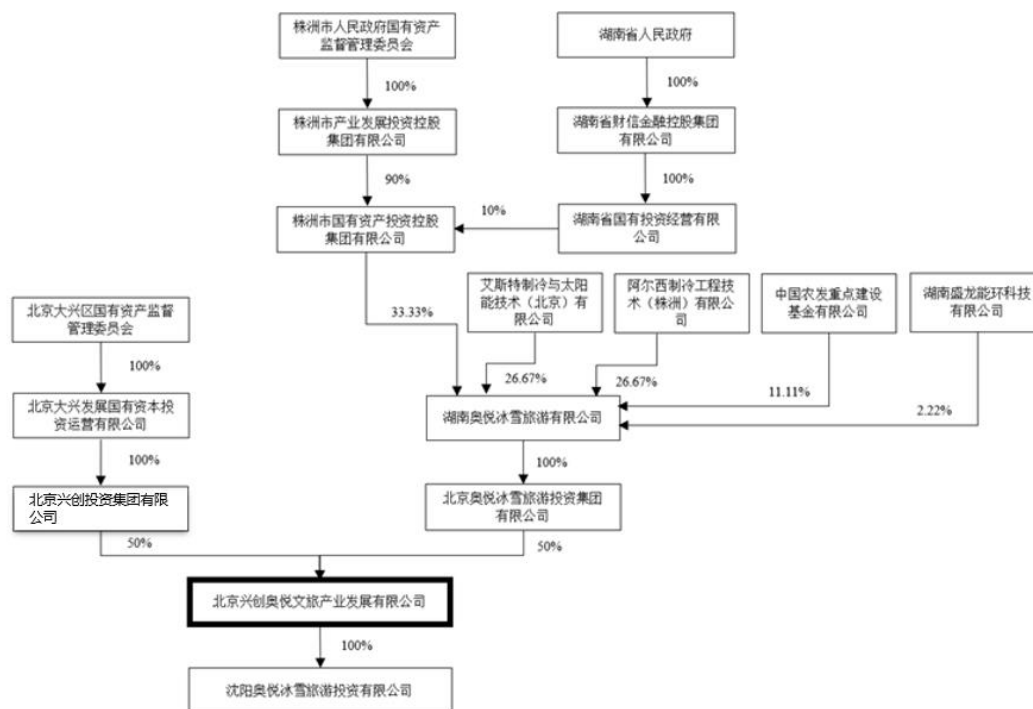 株洲市人民政府国有资产
监督管理委员会
湖南省人民政府
100%
100%
株洲市产业发展投资控股
集团有限公司
湖南省财信金融控股集团
有限公司
90%
100%
株洲市国有资产投资控股
集团有限公司
10%
湖南省国有投资经营有限
公司
33.33%
艾斯特制冷与太阳
能技术（北京）有
限公司
阿尔西制冷工程技
术（株洲）有限公
司
中国农发重点建设
基金有限公司
湖南盛龙能环科技
有限公司
北京大兴区国有资产监督
管理委员会
100%
26.67%
26.67%
11.11%
2.22%
北京大兴发展国有资本投
资运营有限公司
湖南奥悦冰雪旅游有限公司
100%
100%
北京兴创投资集团有限
公司
北京奥悦冰雪旅游投资集团
有限公司
50%
50%
北京兴创奥悦文旅产业发展有限公司
100%
沈阳奥悦冰雪旅游投资有限公司